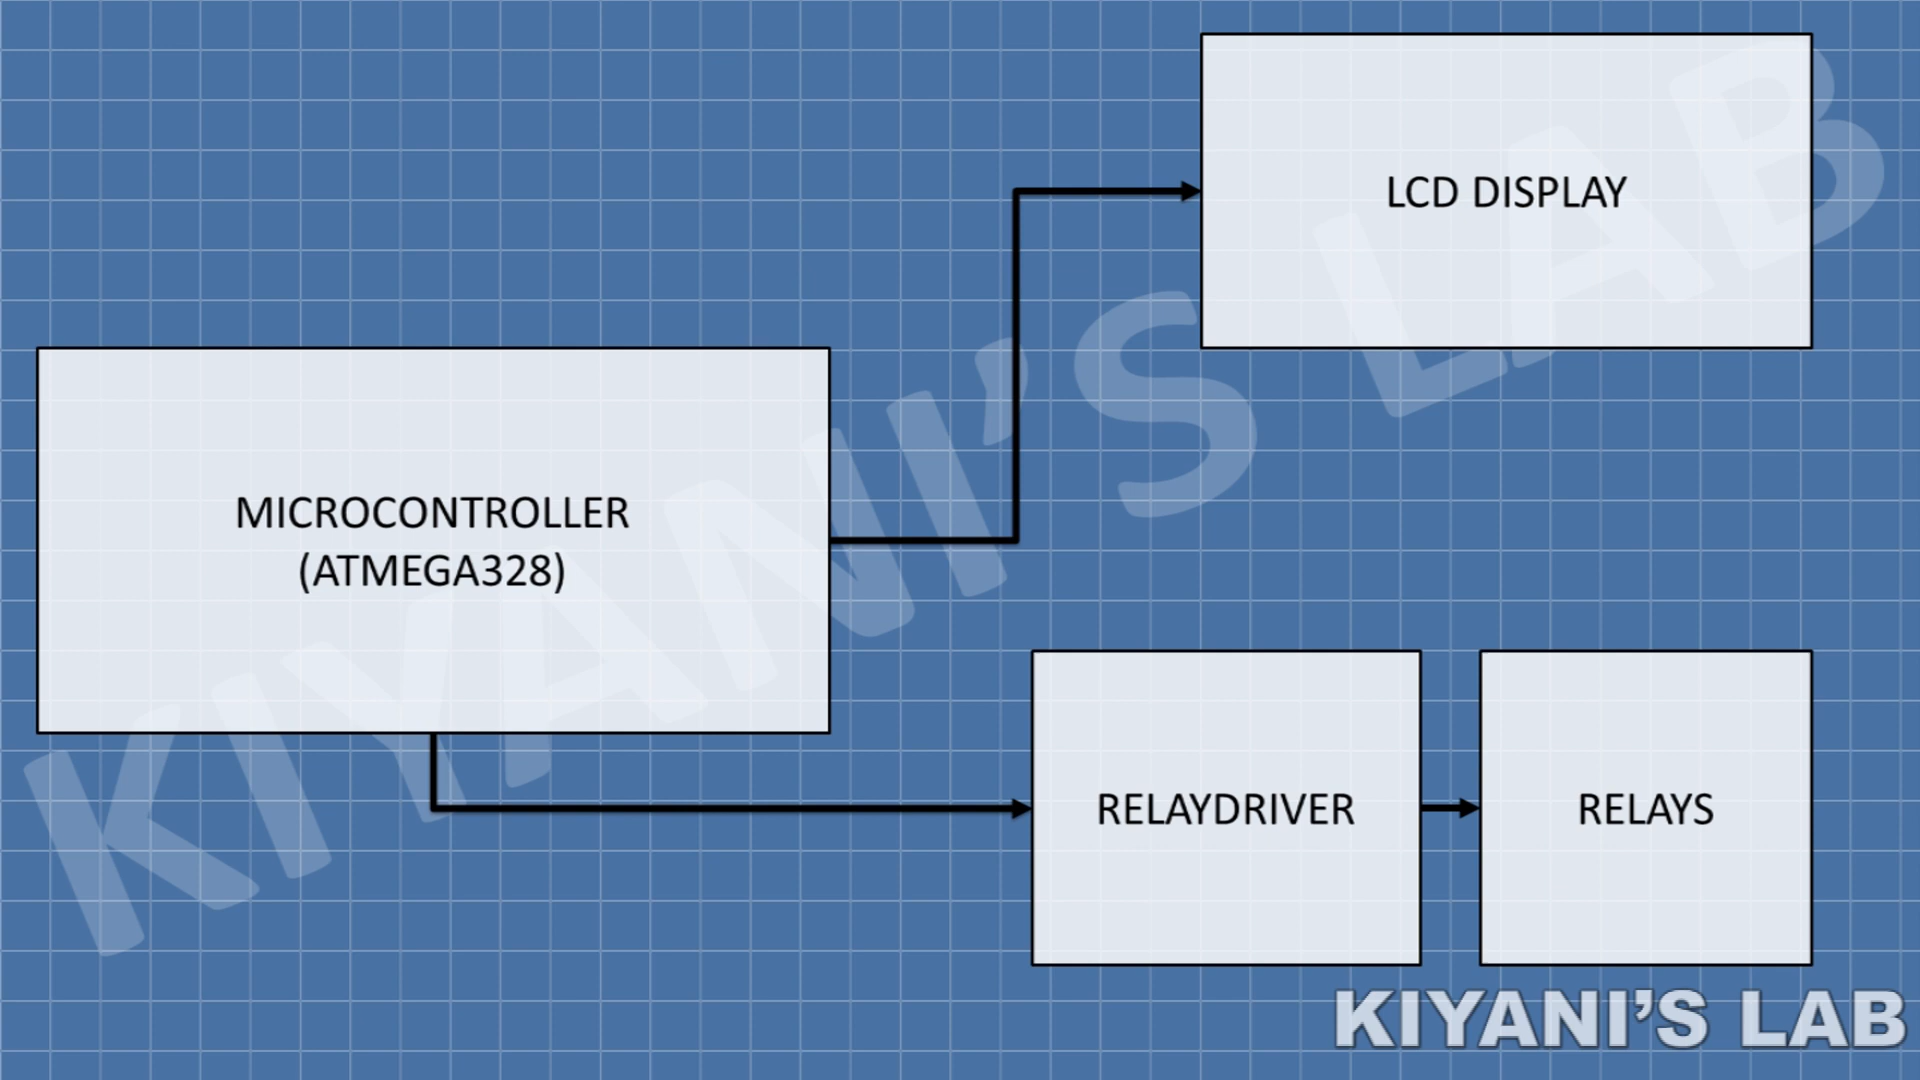 LCD DISPLAY
MICROCONTROLLER
(ATMEGA328)
RELAYDRIVER
RELAYS
KIYANI'S LAB
KIYANI'S LAB